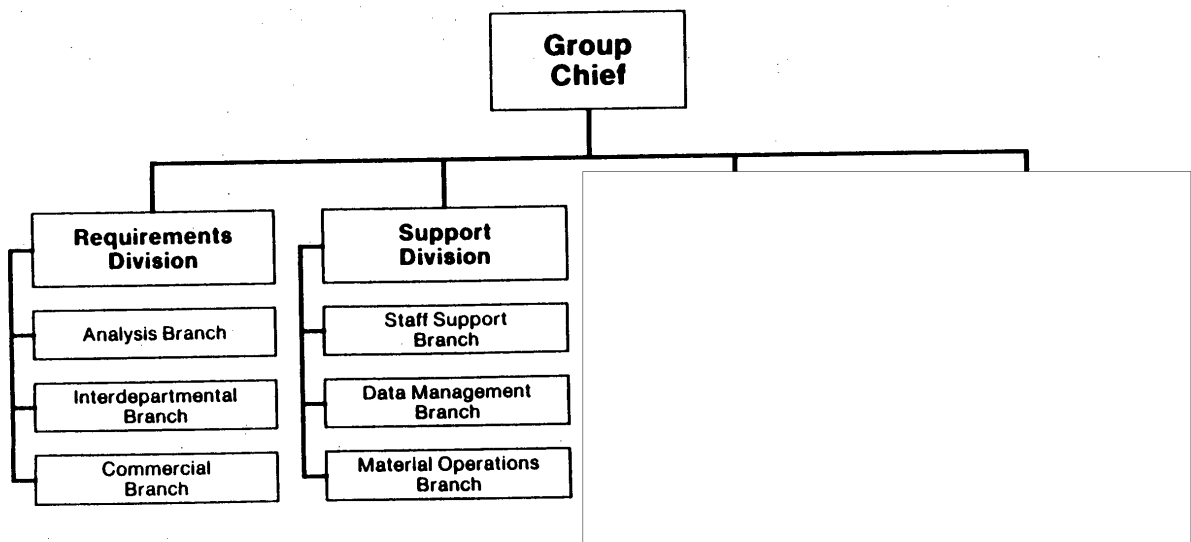 Group
Chief
Requirements
Division
Analysis Branch
Interdepartmental
Branch
Commercial
Branch
Support
Division
Staff Support
Branch
Data Management
Branch
Material Operations
Branch